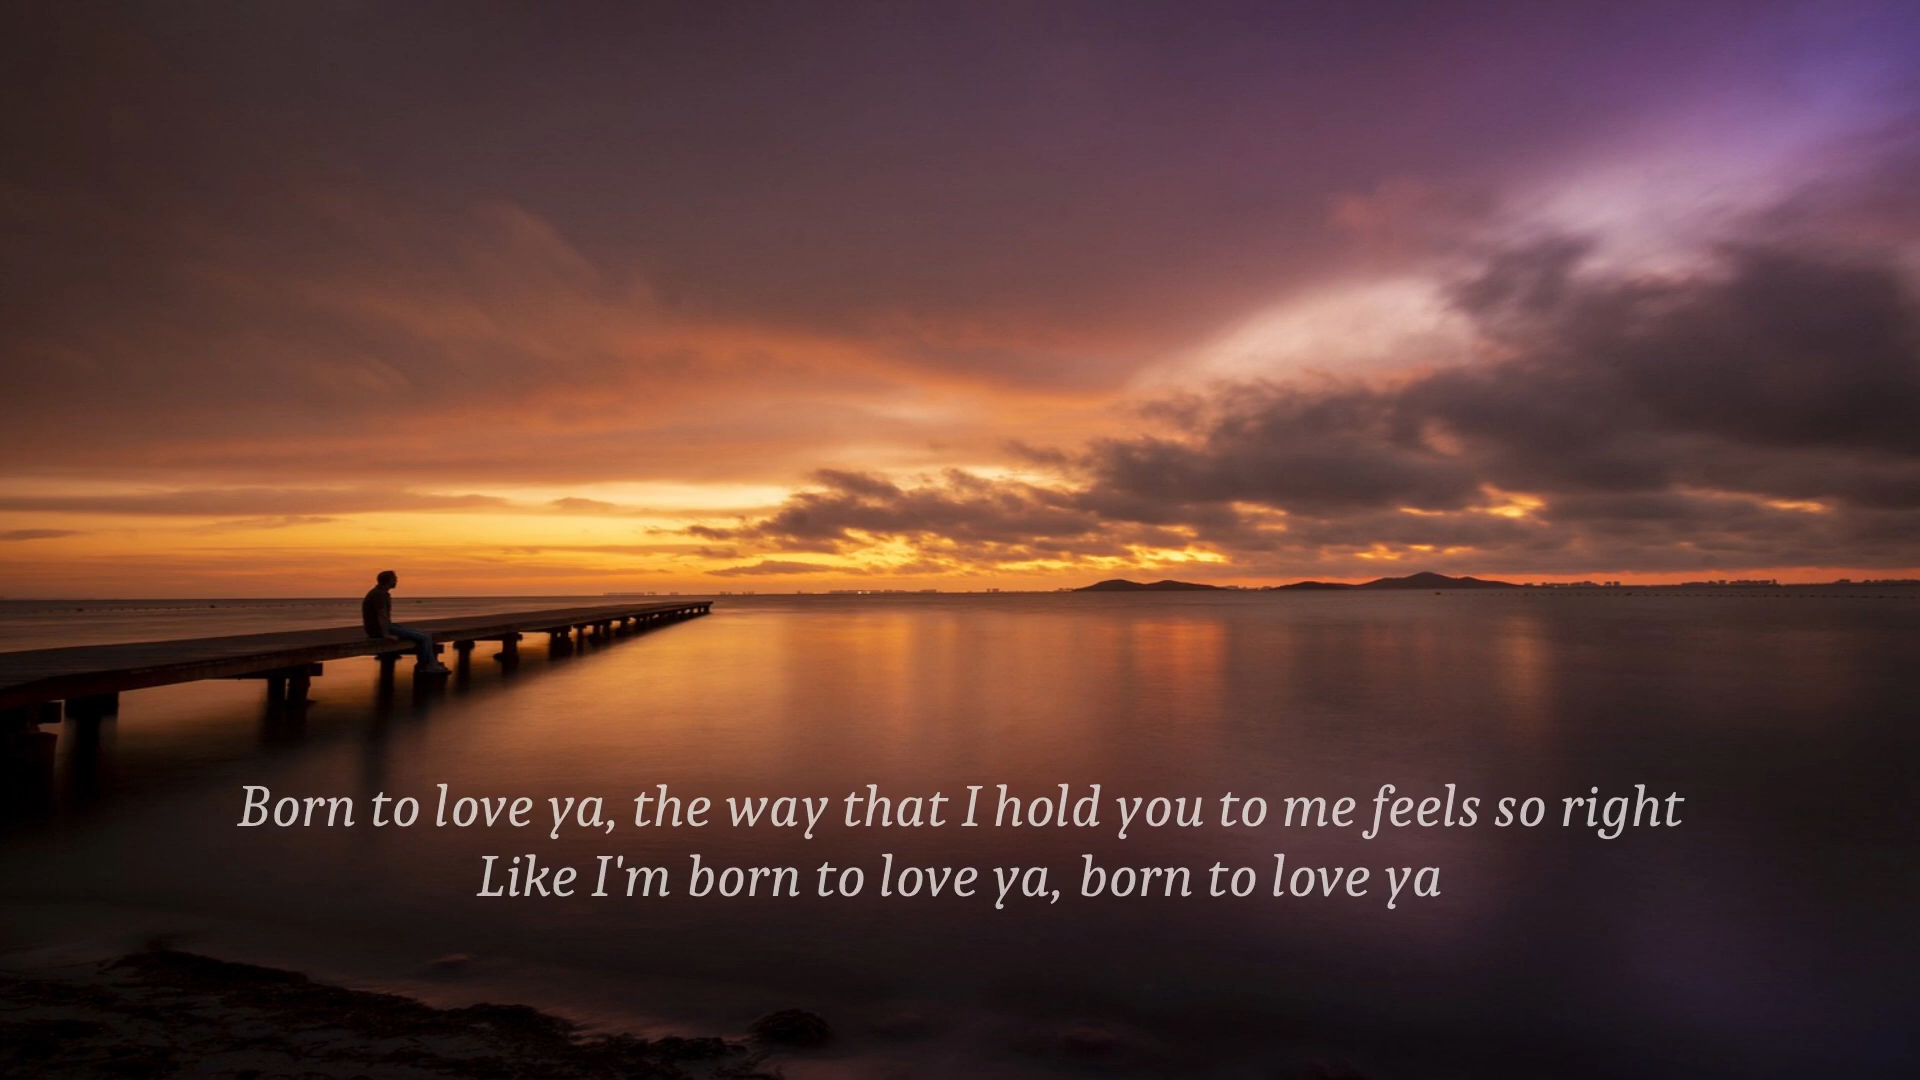 Born to love ya, the way that I hold you to me feels so right
Like I'm born to love ya, born to love ya